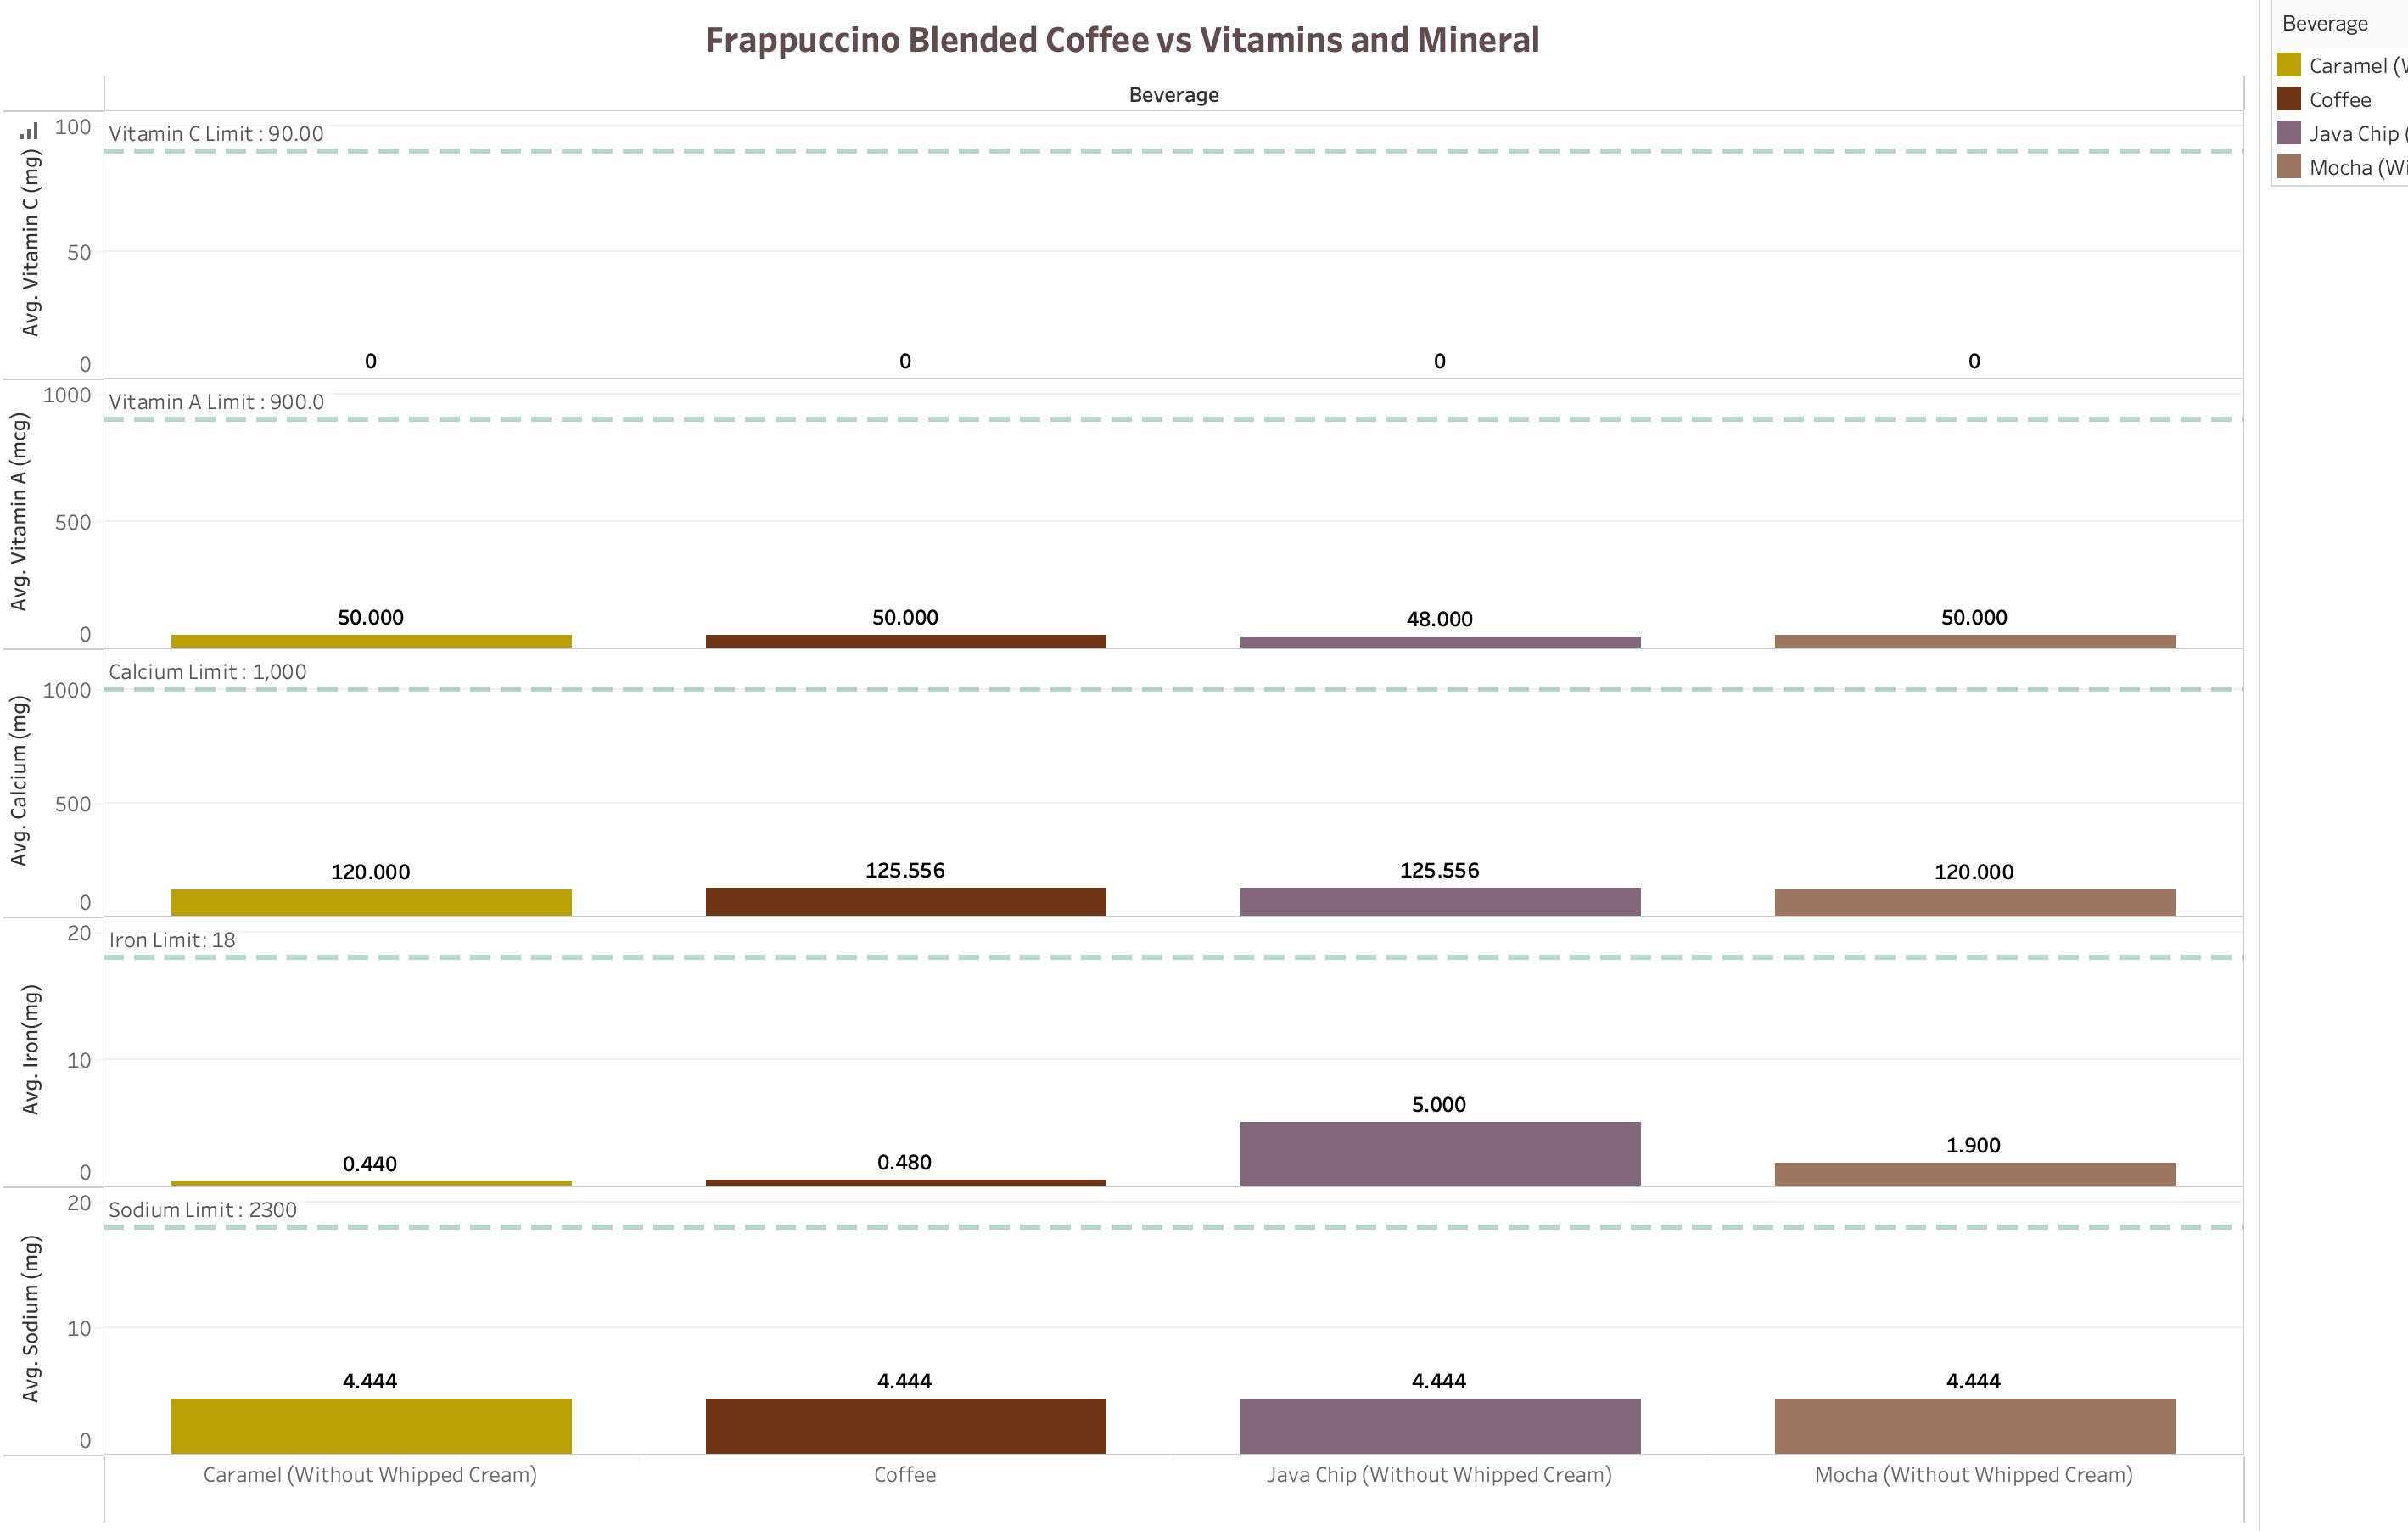 Frappuccino Blended Coffee vs Vitamins and Mineral
Beverage
Avg. Vitamin C (mg)
100
50
0
Vitamin C Limit : 90.00
0 0 0 0
Avg. Vitamin A (mcg)
1000
500
0
Vitamin A Limit : 900.0
50.000 50.000 48.000 50.000
Avg. Calcium (mg)
1000
500
0
Calcium Limit : 1,000
120.000 125.556 125.556 120.000
Avg. Iron(mg)
20
10
0
Iron Limit: 18
0.440 0.480 5.000 1.900
Avg. Sodium (mg)
20
10
0
Sodium Limit : 2300
4.444 4.444 4.444 4.444
Caramel (Without Whipped Cream) Coffee Java Chip (Without Whipped Cream) Mocha (Without Whipped Cream)
Beverage
Caramel (
Coffee
Java Chip (
Mocha (Wi